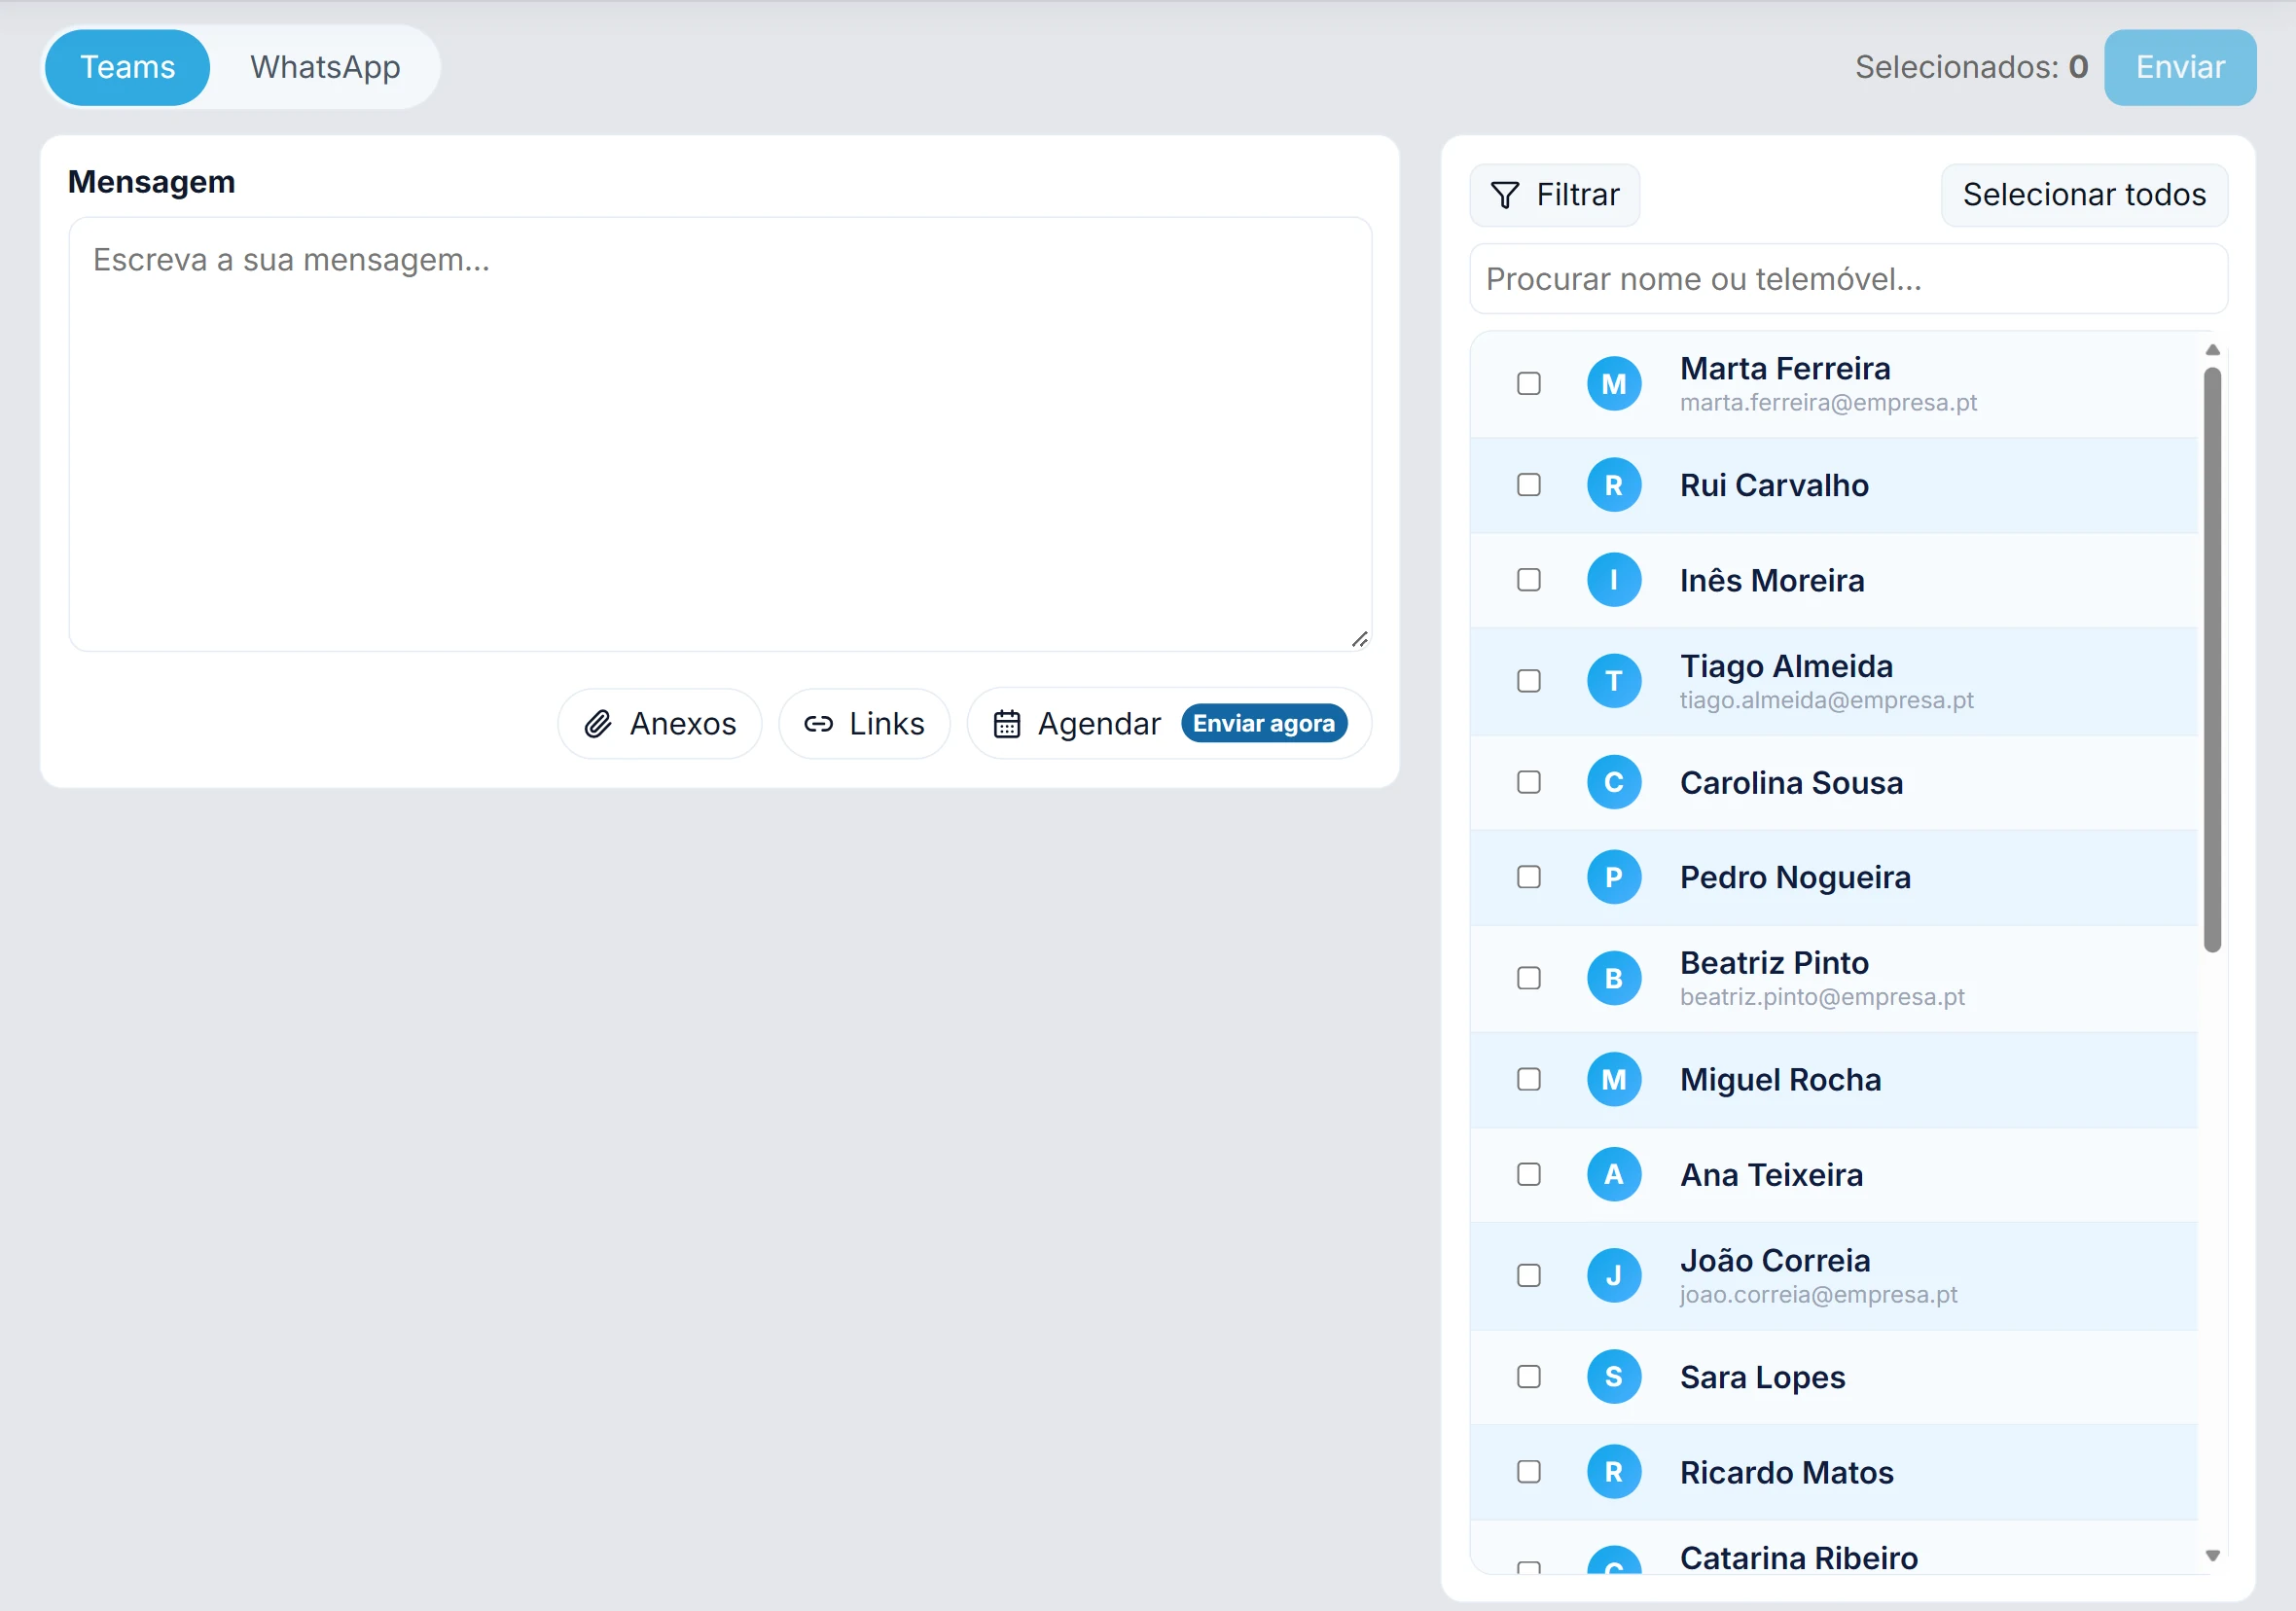 Teams
WhatsApp
Selecionados: 0
Enviar
Mensagem
Escreva a sua mensagem...
Anexos
Links
Agendar
Enviar agora
Filtrar
Selecionar todos
Procurar nome ou telemóvel...
M
Marta Ferreira
marta.ferreira@empresa.pt
R
Rui Carvalho
I
Inês Moreira
T
Tiago Almeida
tiago.almeida@empresa.pt
C
Carolina Sousa
P
Pedro Nogueira
B
Beatriz Pinto
beatriz.pinto@empresa.pt
M
Miguel Rocha
A
Ana Teixeira
J
João Correia
joao.correia@empresa.pt
S
Sara Lopes
R
Ricardo Matos
C
Catarina Ribeiro